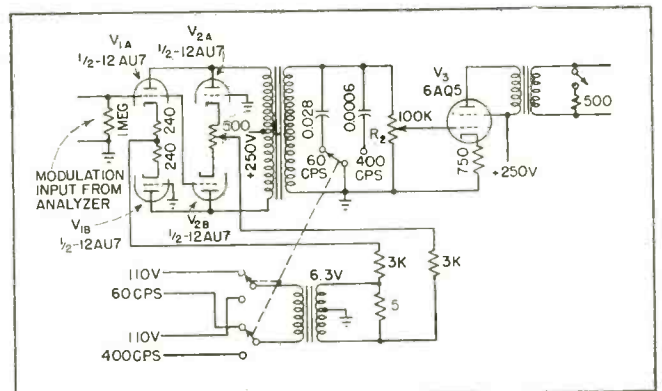 V1A
1/2-12AU7
V2A
1/2-12AU7
1MEG
240
240
500
+250V
0.028
0.0006
60
CPS
400
CPS
R2
100K
V3
6AQ5
750
+250V
500
MODULATION
INPUT FROM
ANALYZER
V1B
1/2-12AU7
V2B
1/2-12AU7
110V
60CPS
110V
400CPS
6.3V
3K
5
3K